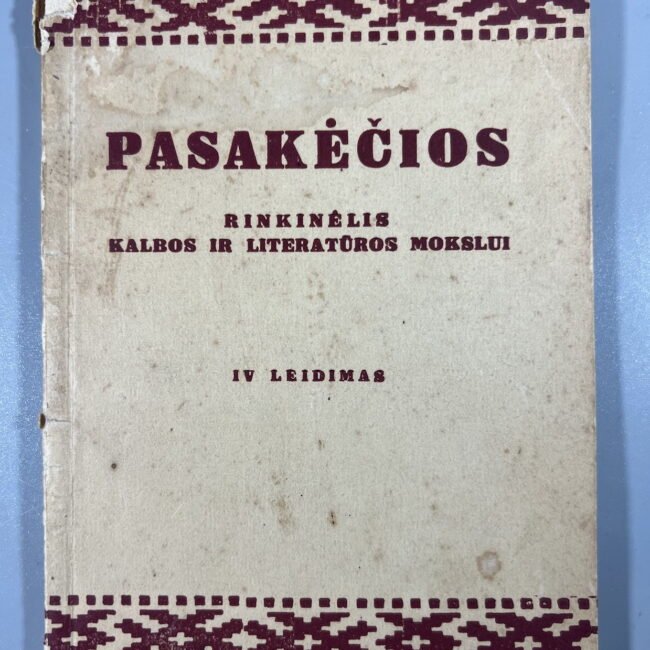 PASAKĖČIOS
RINKINĖLIS
KALBOS IR LITERATŪROS MOKSLUI
IV LEIDIMAS